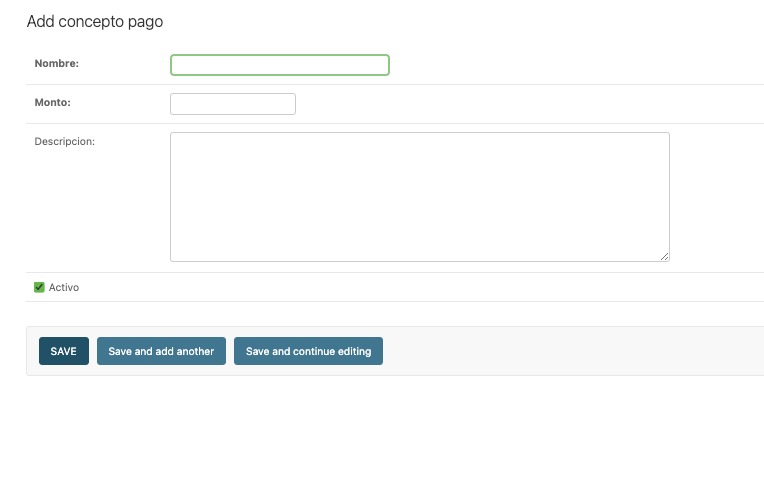 Add concepto pago
Nombre:
Monto:
Descripcion:
Activo
SAVE Save and add another Save and continue editing